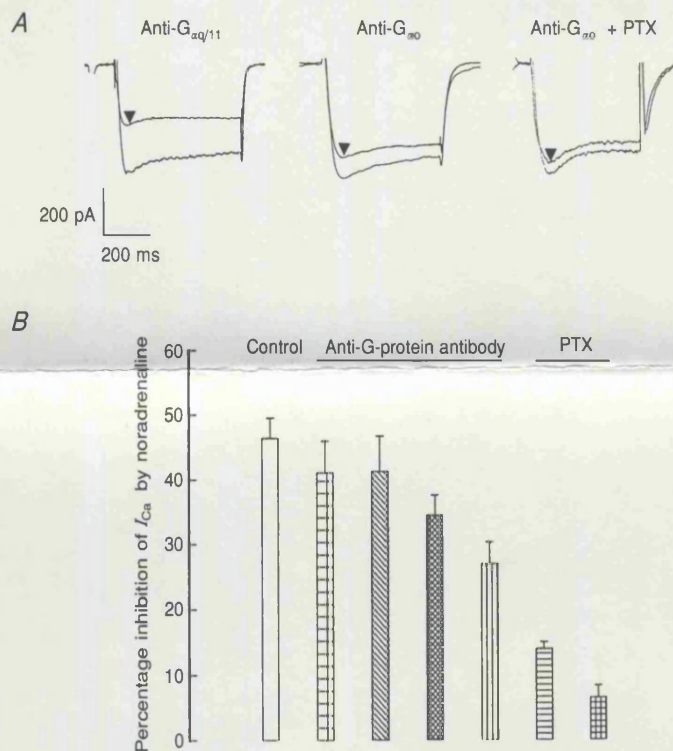 A
Anti-Gαq/11 Anti-Gαo Anti-Gαo + PTX
200 pA
200 ms
B
Control Anti-G-protein antibody PTX
Percentage inhibition of ICa by noradrenaline
60
50
40
30
20
10
0